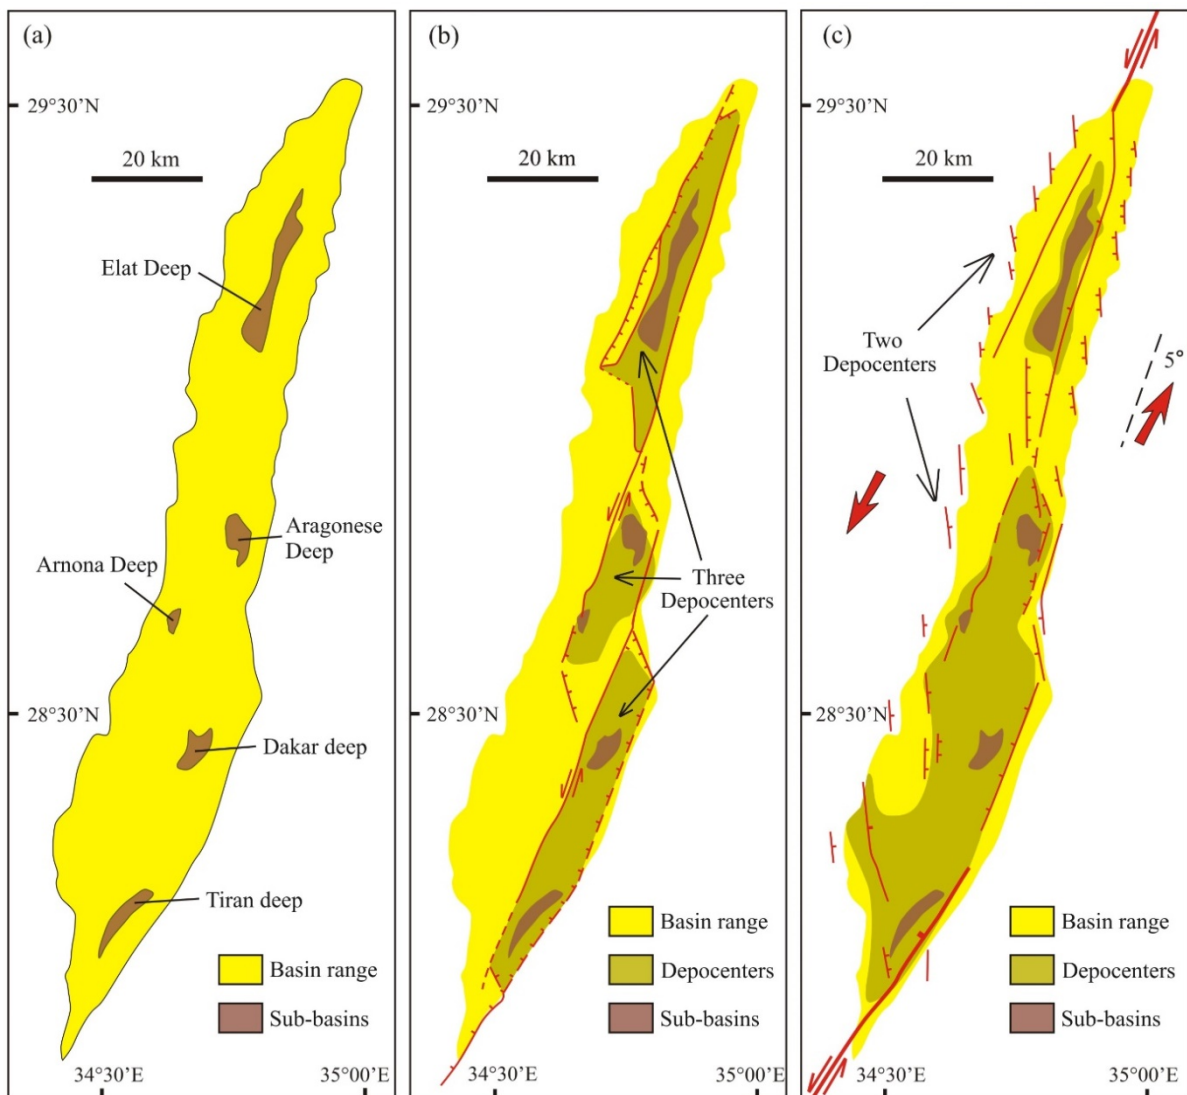 (a)
29°30’N
20 km
Elat Deep
Aragonese
Deep
Arnona Deep
28°30’N
Dakar deep
Tiran deep
Basin range
Sub-basins
34°30’E
35°00’E
(b)
29°30’N
20 km
Three
Depocenters
28°30’N
Basin range
Depocenters
Sub-basins
34°30’E
35°00’E
(c)
29°30’N
20 km
Two
Depocenters
5°
28°30’N
Basin range
Depocenters
Sub-basins
34°30’E
35°00’E